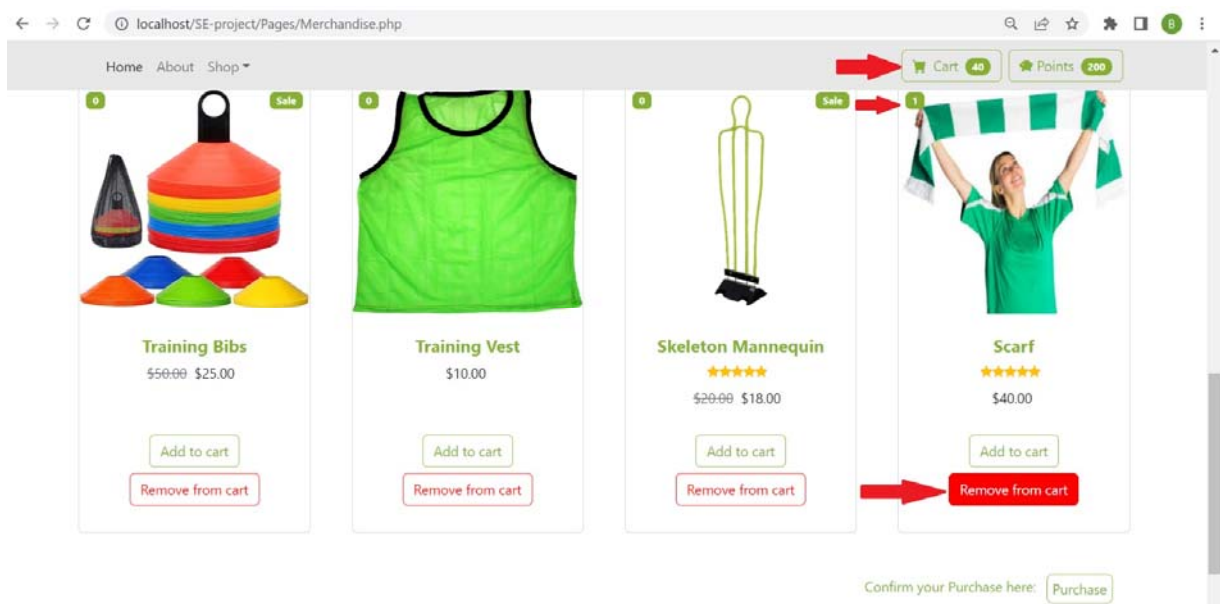 localhost/SE-project/Pages/Merchandise.php
B
Home About Shop
Cart 40 Points 200
0 Sale 0 0 Sale 1
Training Bibs Training Vest Skeleton Mannequin Scarf
$50.00 $25.00 $10.00 $20.00 $18.00 $40.00
Add to cart Add to cart Add to cart Add to cart
Remove from cart Remove from cart Remove from cart Remove from cart
Confirm your Purchase here: Purchase